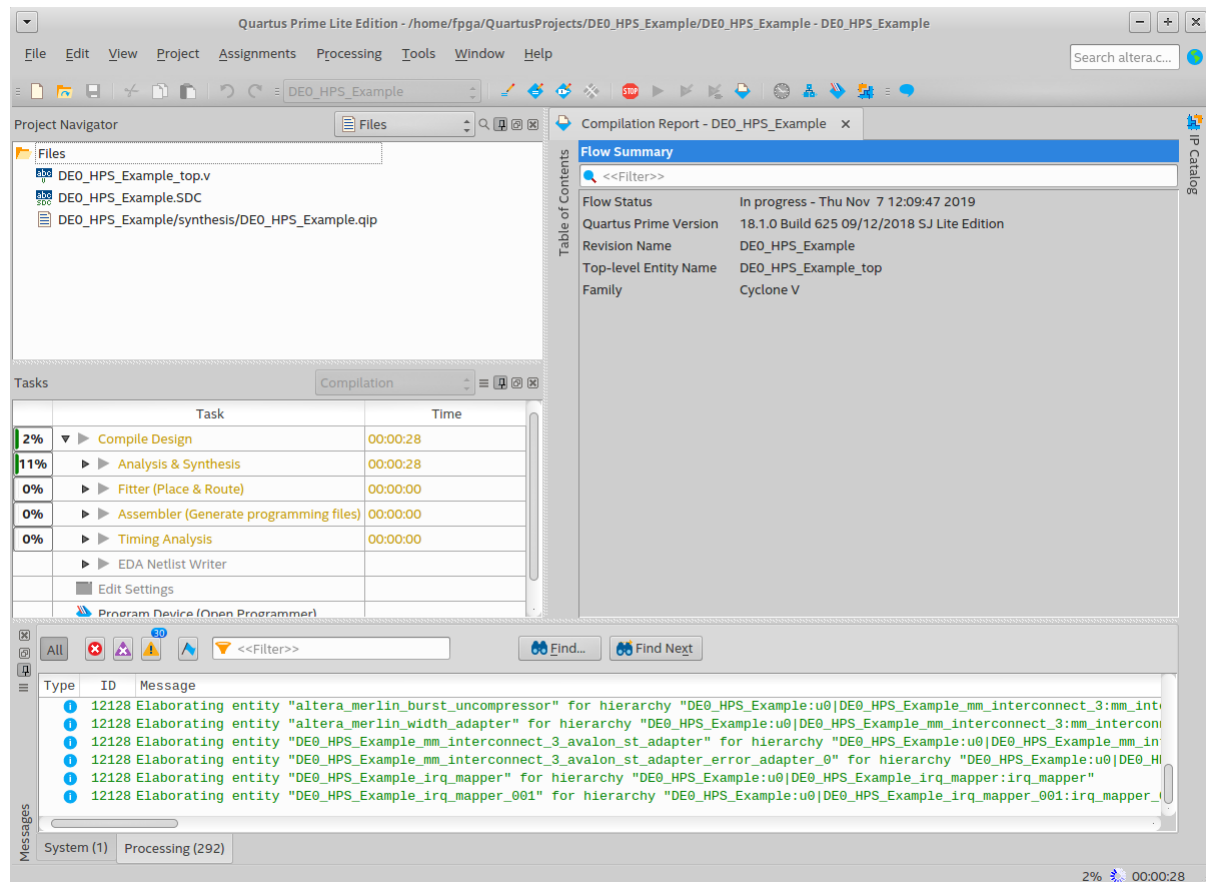 Quartus Prime Lite Edition - /home/fpga/QuartusProjects/DE0_HPS_Example/DE0_HPS_Example - DE0_HPS_Example
File Edit View Project Assignments Processing Tools Window Help
Search altera.c...
DE0_HPS_Example
STOP
Project Navigator
Files
Files
DE0_HPS_Example_top.v
DE0_HPS_Example.SDC
DE0_HPS_Example/synthesis/DE0_HPS_Example.qip
Compilation Report - DE0_HPS_Example
Table of Contents
Flow Summary
<<Filter>>
Flow Status In progress - Thu Nov 7 12:09:47 2019
Quartus Prime Version 18.1.0 Build 625 09/12/2018 SJ Lite Edition
Revision Name DE0_HPS_Example
Top-level Entity Name DE0_HPS_Example_top
Family Cyclone V
IP Catalog
Tasks Compilation
Task Time
2% Compile Design 00:00:28
11% Analysis & Synthesis 00:00:28
0% Fitter (Place & Route) 00:00:00
0% Assembler (Generate programming files) 00:00:00
0% Timing Analysis 00:00:00
EDA Netlist Writer
Edit Settings
Program Device (Open Programmer)
All 30 <<Filter>> Find... Find Next
Type ID Message
12128 Elaborating entity "altera_merlin_burst_uncompressor" for hierarchy "DE0_HPS_Example:u0|DE0_HPS_Example_mm_interconnect_3:mm_inte
12128 Elaborating entity "altera_merlin_width_adapter" for hierarchy "DE0_HPS_Example:u0|DE0_HPS_Example_mm_interconnect_3:mm_interconn
12128 Elaborating entity "DE0_HPS_Example_mm_interconnect_3_avalon_st_adapter" for hierarchy "DE0_HPS_Example:u0|DE0_HPS_Example_mm_in
12128 Elaborating entity "DE0_HPS_Example_mm_interconnect_3_avalon_st_adapter_error_adapter_0" for hierarchy "DE0_HPS_Example:u0|DE0_H
12128 Elaborating entity "DE0_HPS_Example_irq_mapper" for hierarchy "DE0_HPS_Example:u0|DE0_HPS_Example_irq_mapper:irq_mapper"
12128 Elaborating entity "DE0_HPS_Example_irq_mapper_001" for hierarchy "DE0_HPS_Example:u0|DE0_HPS_Example_irq_mapper_001:irq_mapper_
Messages
System (1) Processing (292)
2% 00:00:28